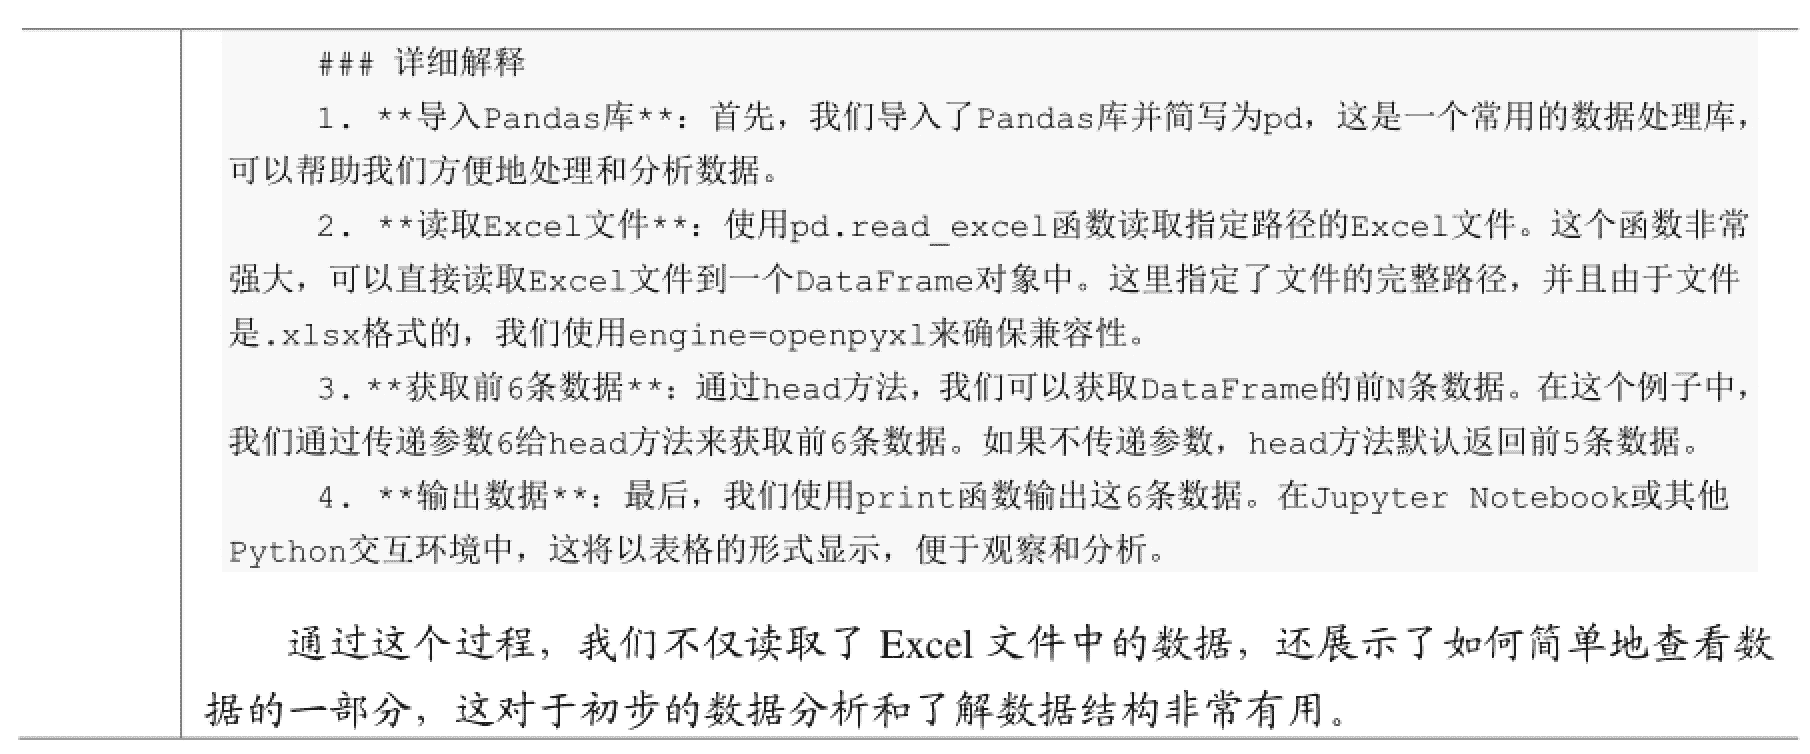 ### 详细解释
1. **导入Pandas库**：首先，我们导入了Pandas库并简写为pd，这是一个常用的数据处理库，
可以帮助我们方便地处理和分析数据。
2. **读取Excel文件**：使用pd.read_excel函数读取指定路径的Excel文件。这个函数非常
强大，可以直接读取Excel文件到一个DataFrame对象中。这里指定了文件的完整路径，并且由于文件
是.xlsx格式的，我们使用engine=openpyxl来确保兼容性。
3. **获取前6条数据**：通过head方法，我们可以获取DataFrame的前N条数据。在这个例子中，
我们通过传递参数6给head方法来获取前6条数据。如果不传递参数，head方法默认返回前5条数据。
4. **输出数据**：最后，我们使用print函数输出这6条数据。在Jupyter Notebook或其他
Python交互环境中，这将以表格的形式显示，便于观察和分析。
通过这个过程，我们不仅读取了 Excel 文件中的数据，还展示了如何简单地查看数
据的一部分，这对于初步的数据分析和了解数据结构非常有用。